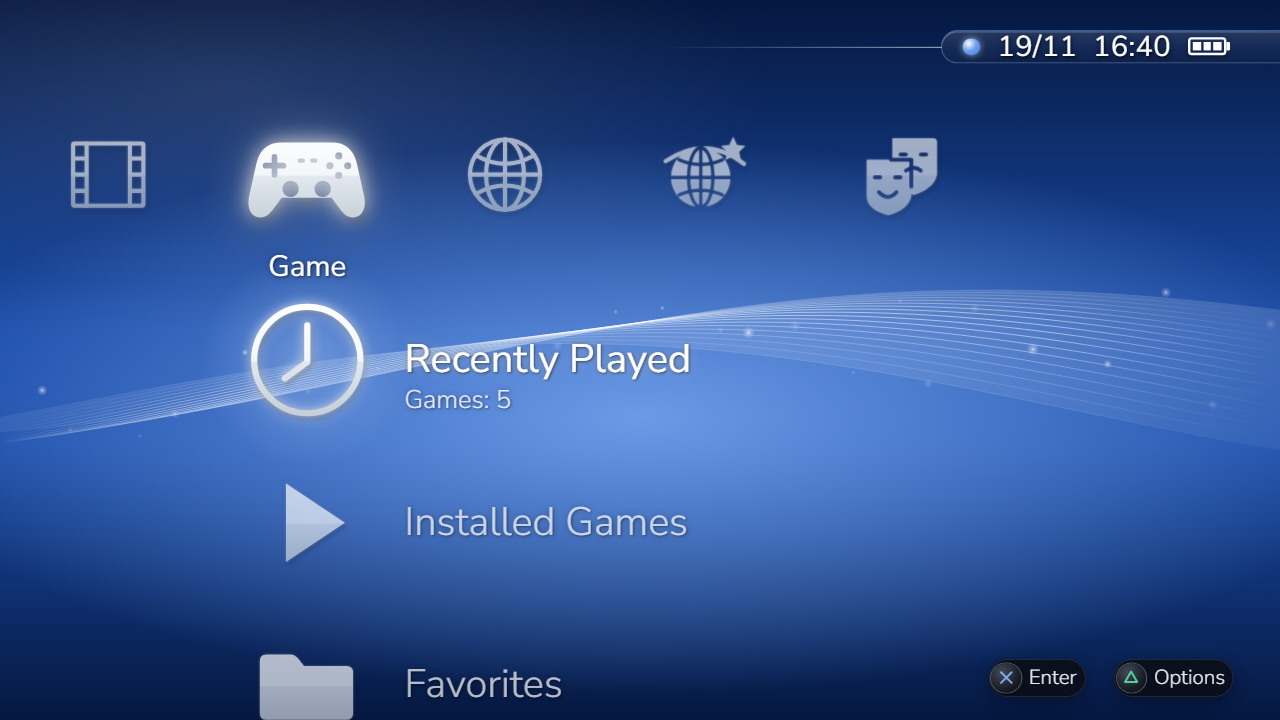 19/11 16:40
Game
Recently Played
Games: 5
Installed Games
Favorites
Enter
Options